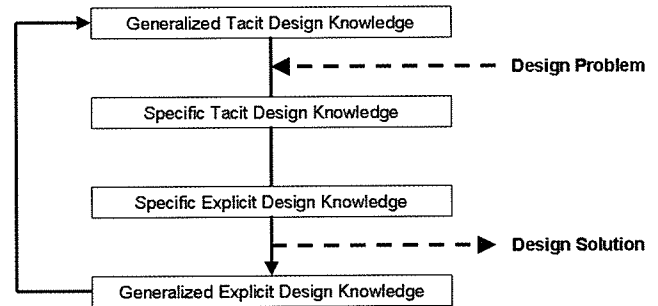 Generalized Tacit Design Knowledge
Design Problem
Specific Tacit Design Knowledge
Specific Explicit Design Knowledge
Design Solution
Generalized Explicit Design Knowledge